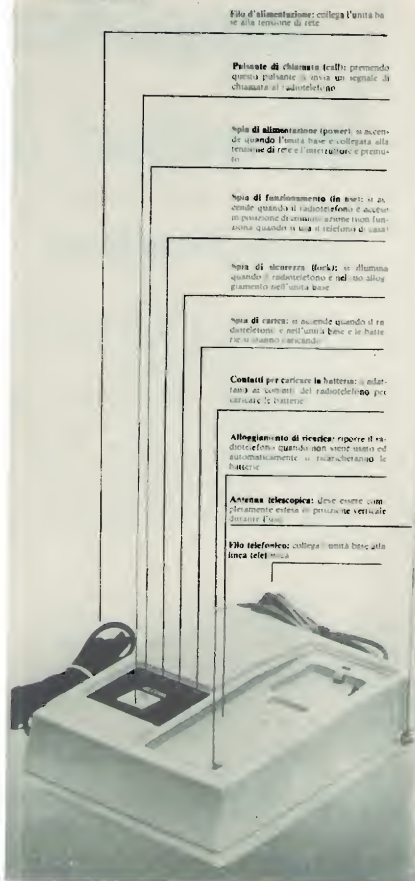 Filo d'alimentazione: collega l'unità ba-
se alla tensione di rete
Pulsante di chiamata (call): premendo
questo pulsante si invia un segnale di
chiamata al radiotelefono
Spia di alimentazione (power): si accen-
de quando l'unità base è collegata alla
tensione di rete e l'interruttore è premu-
to
Spia di funzionamento (in use): si ac-
cende quando il radiotelefono è acceso
in posizione di comunicazione (non fun-
ziona quando si usa il telefono di casa)
Spia di sicurezza (lock): si illumina
quando il radiotelefono è nel suo allog-
giamento nell'unità base
Spia di carica: si accende quando il ra-
diotelefono è nell'unità base e le batte-
rie si stanno caricando
Contatti per caricare la batteria: si adat-
tano ai contatti del radiotelefono per
caricare le batterie
Alloggiamento di ricarica: riporre il ra-
diotelefono quando non viene usato ed
automaticamente si ricaricheranno le
batterie
Antenna telescopica: deve essere com-
pletamente estesa in posizione verticale
durante l'uso
Filo telefonico: collega l'unità base alla
linea telefonica